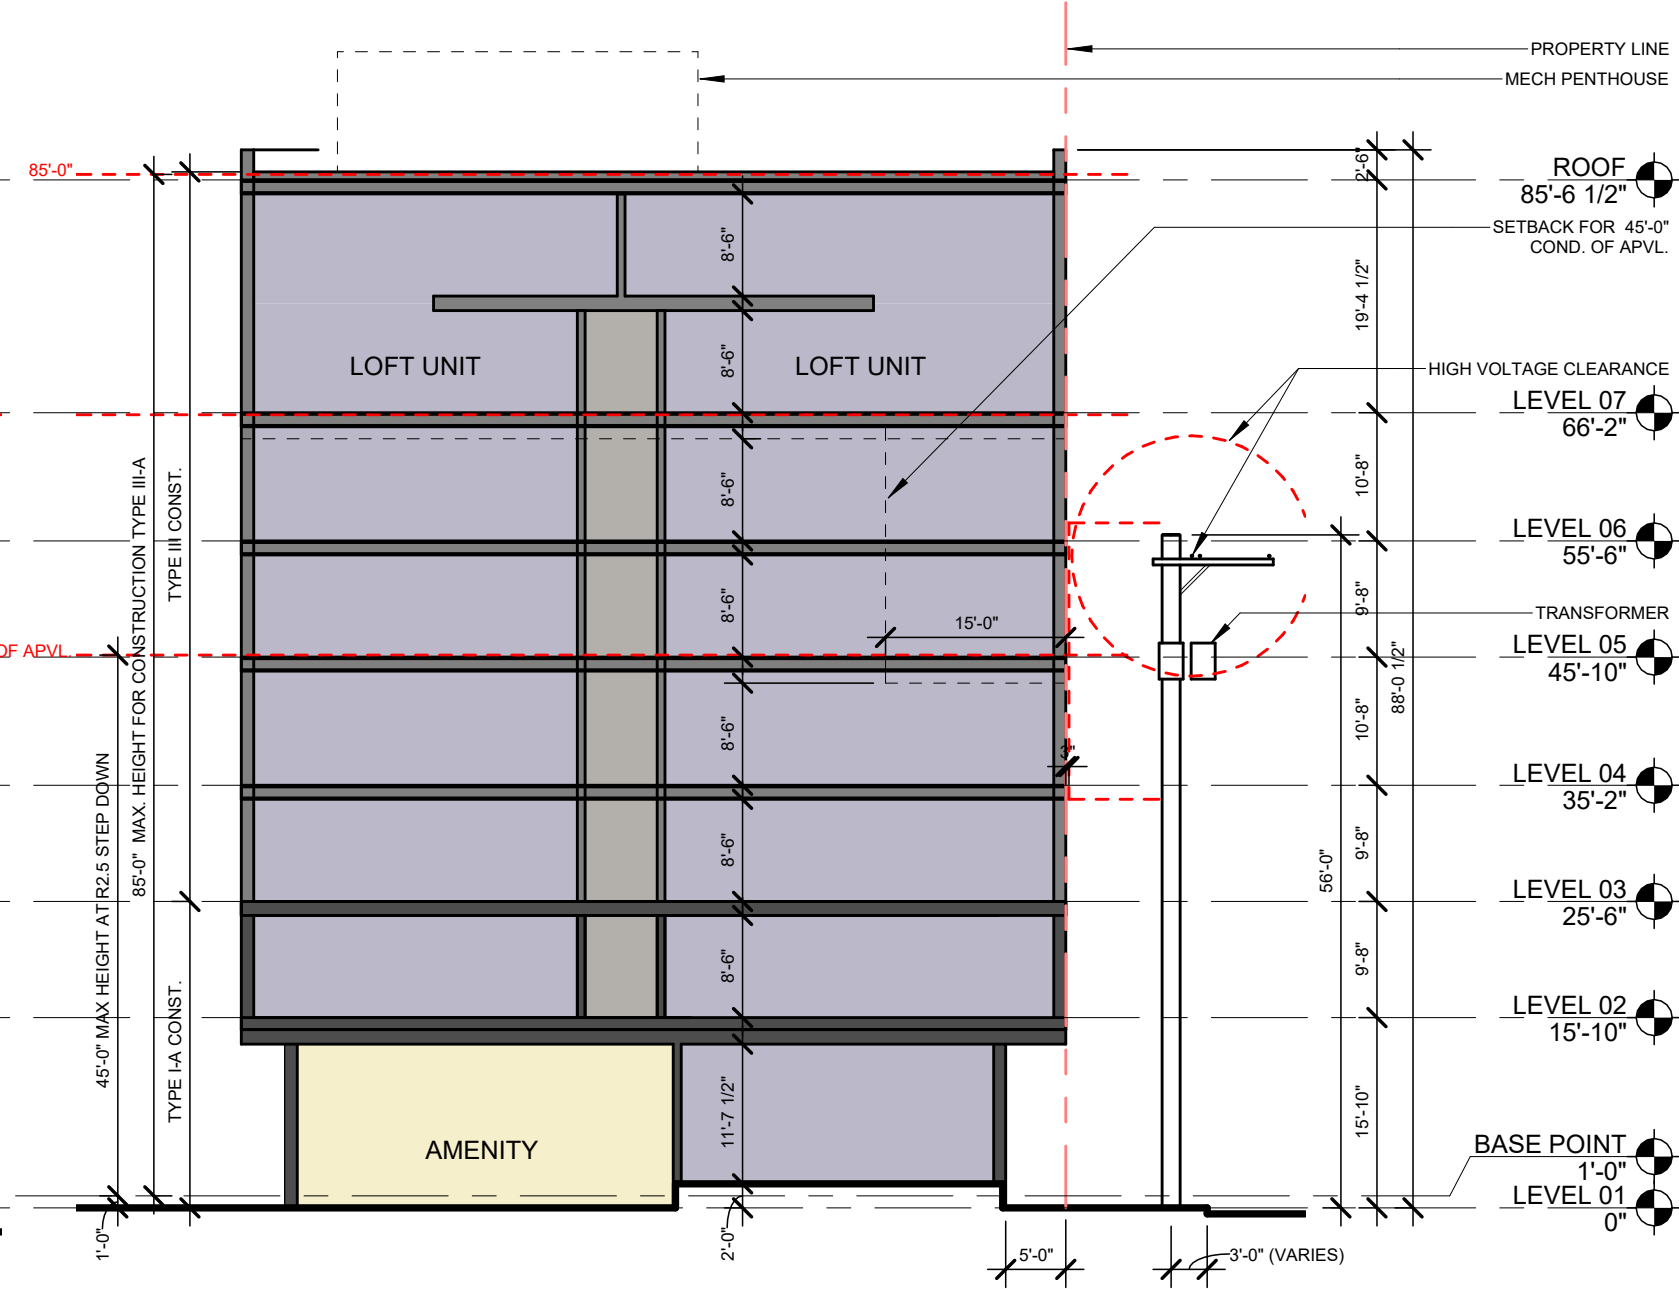 PROPERTY LINE
MECH PENTHOUSE
85'-0"
2'-6"
ROOF
85'-6 1/2"
SETBACK FOR 45'-0"
COND. OF APVL.
8'-6"
19'-4 1/2"
LOFT UNIT
LOFT UNIT
8'-6"
HIGH VOLTAGE CLEARANCE
LEVEL 07
66'-2"
85'-0" MAX. HEIGHT FOR CONSTRUCTION TYPE III-A
TYPE III CONST.
8'-6"
10'-8"
LEVEL 06
55'-6"
8'-6"
9'-8"
TRANSFORMER
15'-0"
OF APVL.
LEVEL 05
45'-10"
88'-0 1/2"
8'-6"
10'-8"
3"
LEVEL 04
35'-2"
45'-0" MAX HEIGHT AT R2.5 STEP DOWN
8'-6"
9'-8"
56'-0"
LEVEL 03
25'-6"
8'-6"
9'-8"
LEVEL 02
15'-10"
TYPE I-A CONST.
11'-7 1/2"
15'-10"
AMENITY
BASE POINT
1'-0"
LEVEL 01
0"
1'-0"
2'-0"
5'-0"
3'-0" (VARIES)